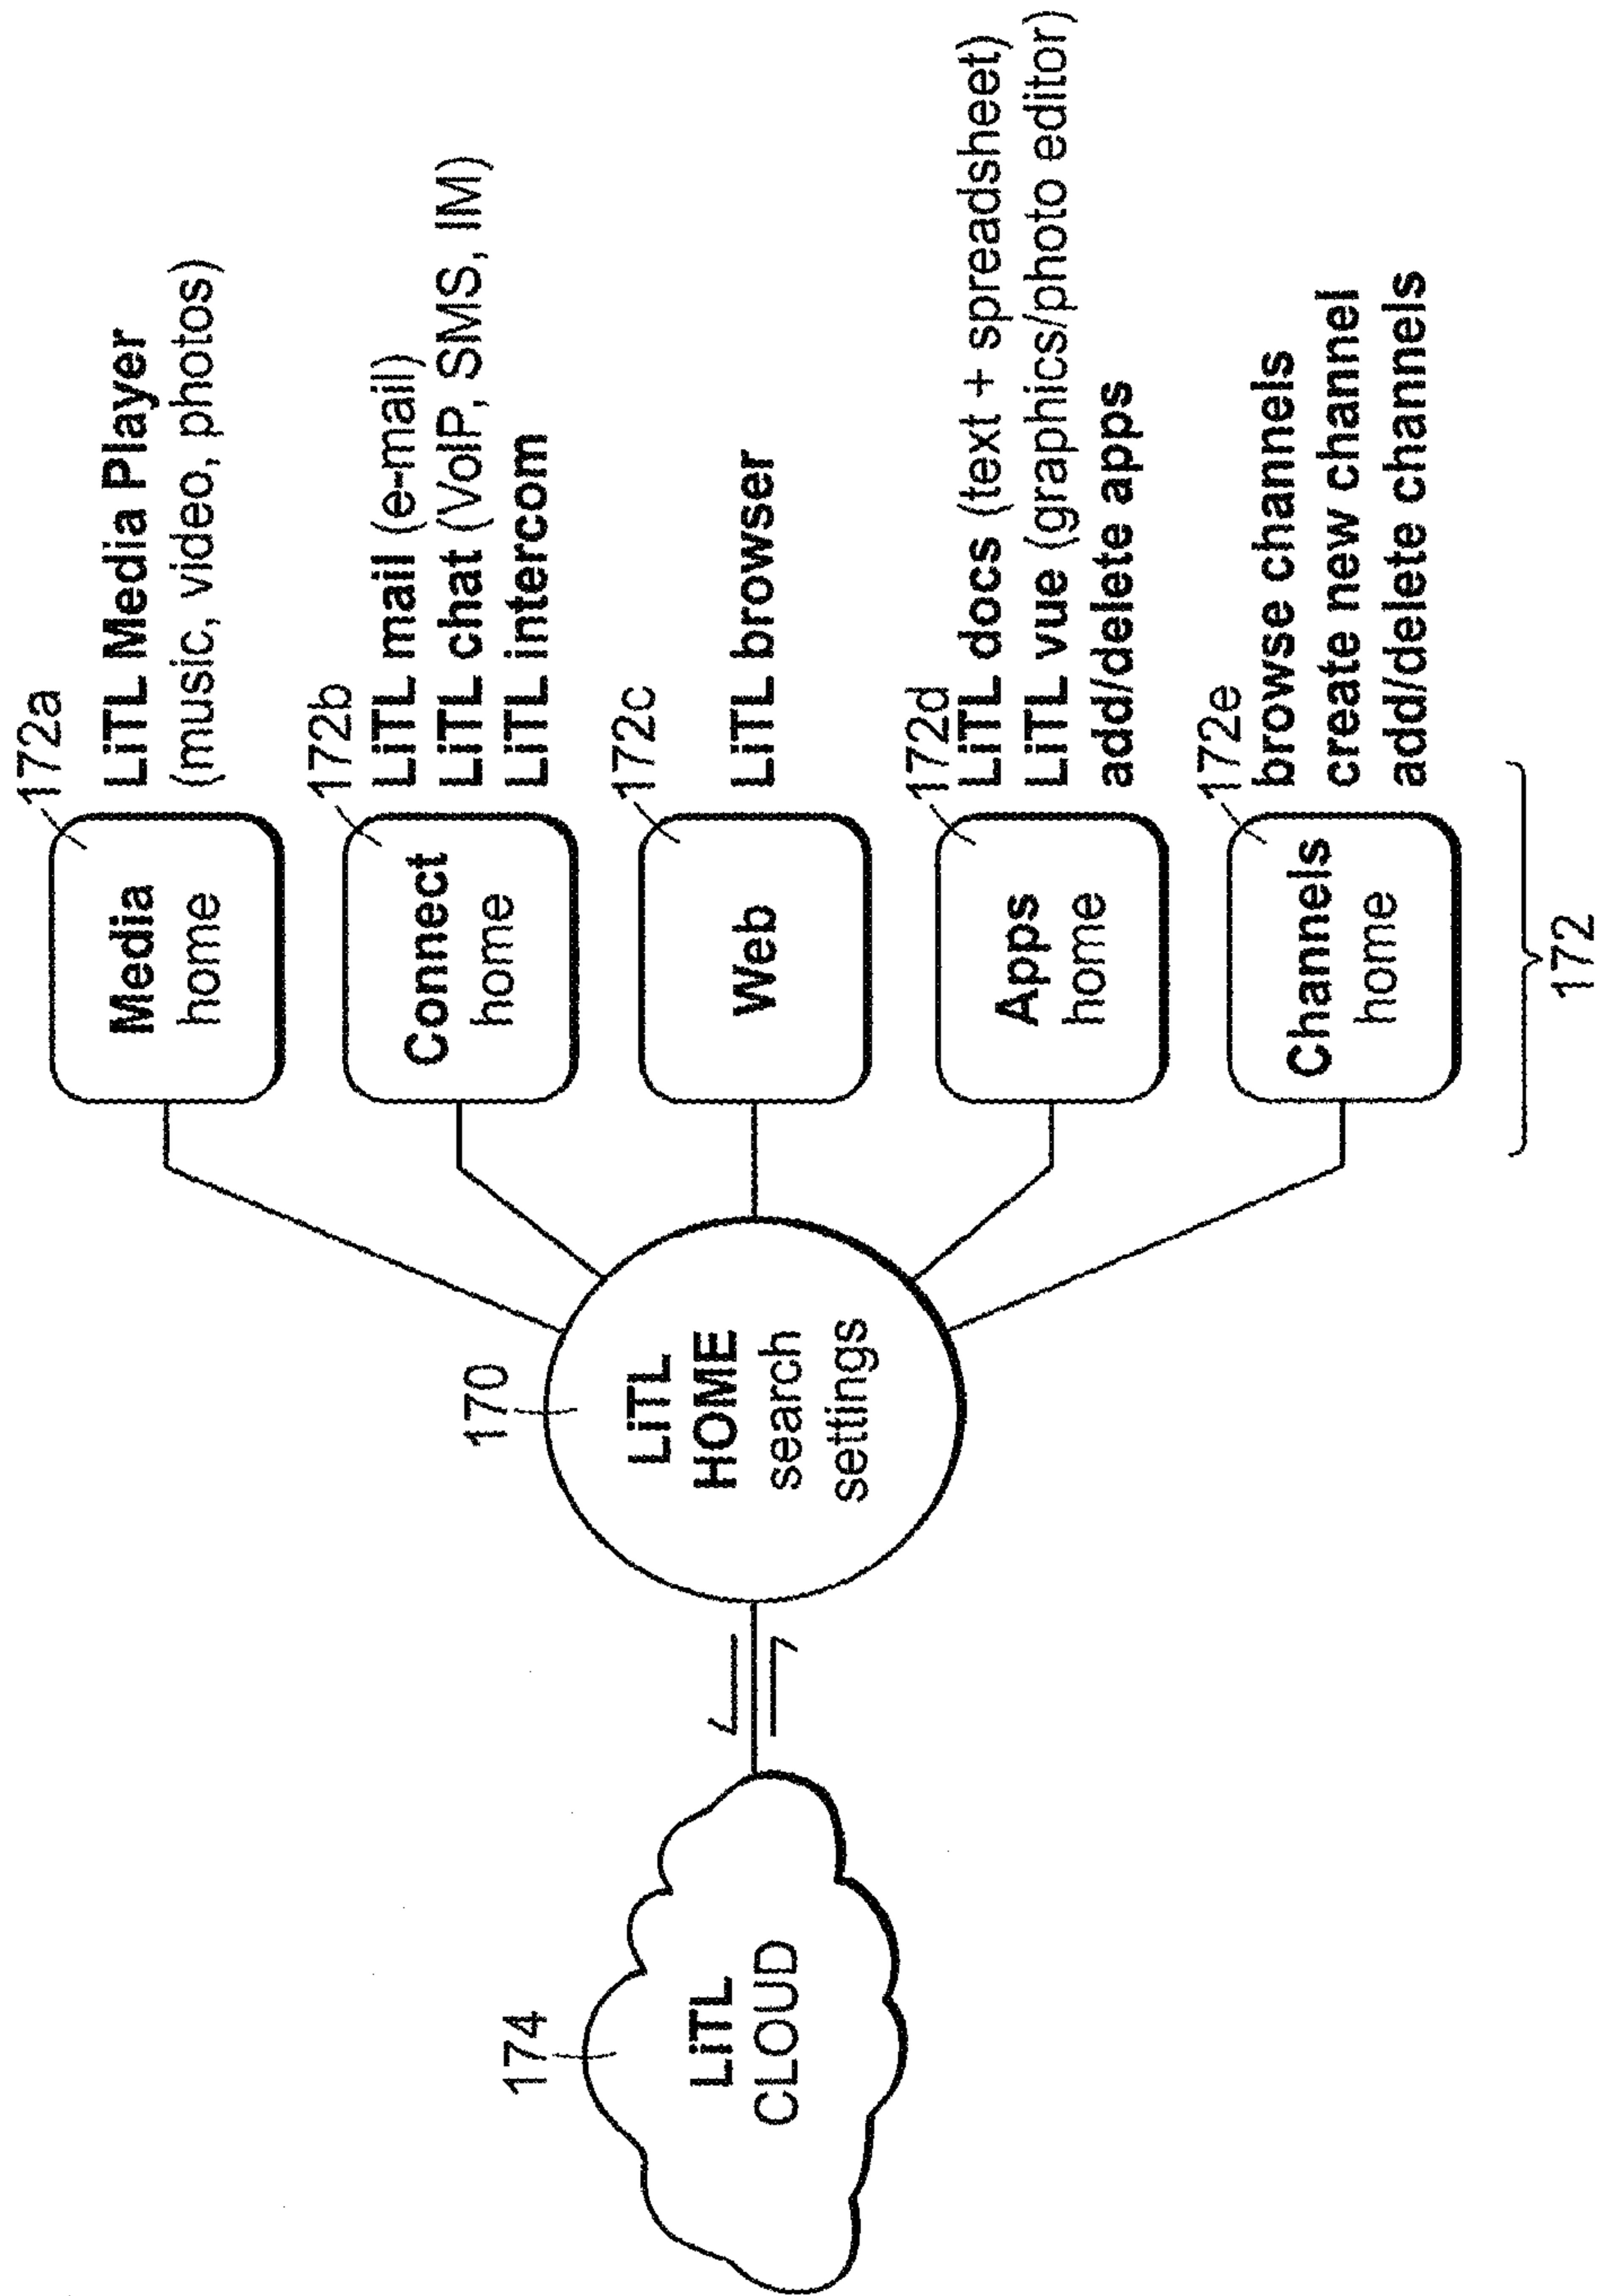 174
LiTL
CLOUD
170
LiTL
HOME
search
settings
172a
Media
home
LiTL Media Player
(music, video, photos)
172b
Connect
home
LiTL mail (e-mail)
LiTL chat (VoIP, SMS, IM)
LiTL intercom
172c
Web
LiTL browser
172d
Apps
home
LiTL docs (text + spreadsheet)
LiTL vue (graphics/photo editor)
add/delete apps
172e
Channels
home
browse channels
create new channel
add/delete channels
172